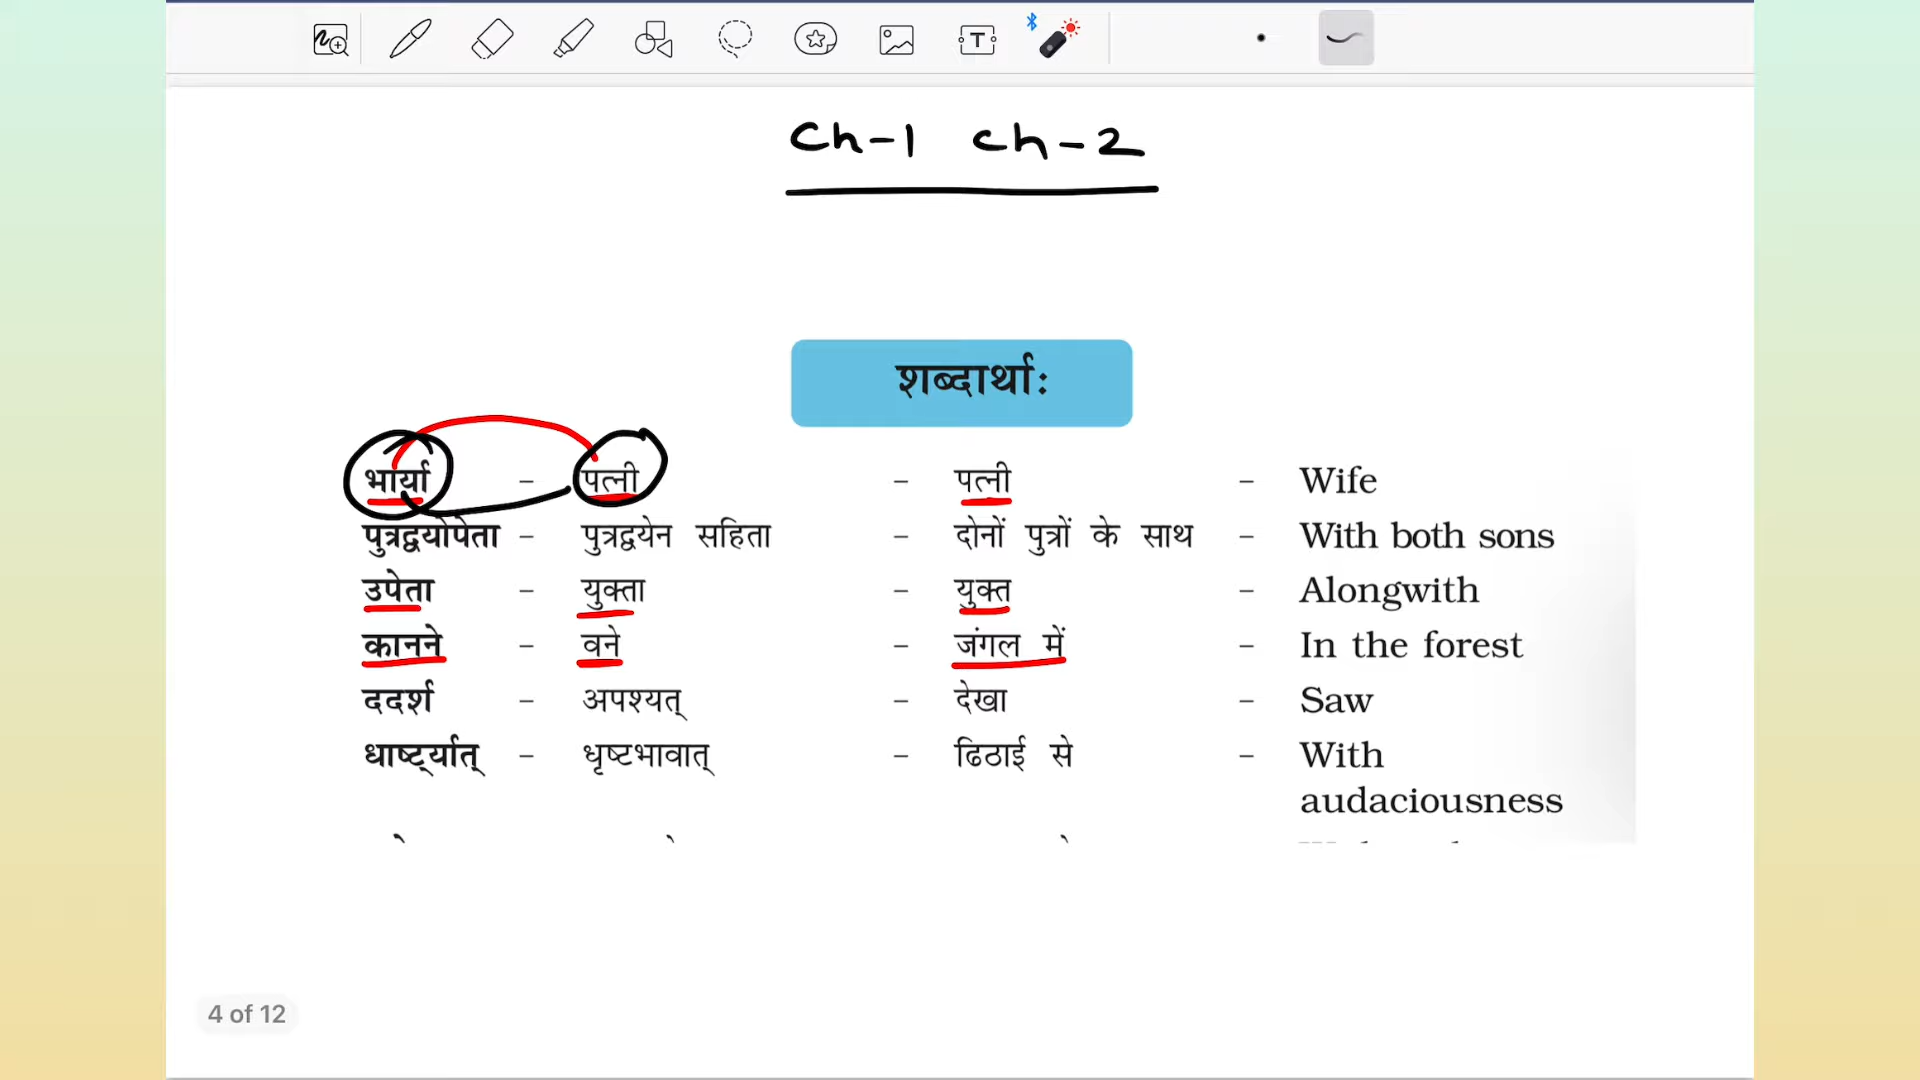 Ch-1 Ch-2
शब्दार्थाः
भार्या - पत्नी - पत्नी - Wife
पुत्रद्वयोपेता - पुत्रद्वयेन सहिता - दोनों पुत्रों के साथ - With both sons
उपेता - युक्ता - युक्त - Alongwith
कानने - वने - जंगल में - In the forest
ददर्श - अपश्यत् - देखा - Saw
धार्ष्ट्यात् - धृष्टभावात् - ढिठाई से - With
audaciousness
4 of 12